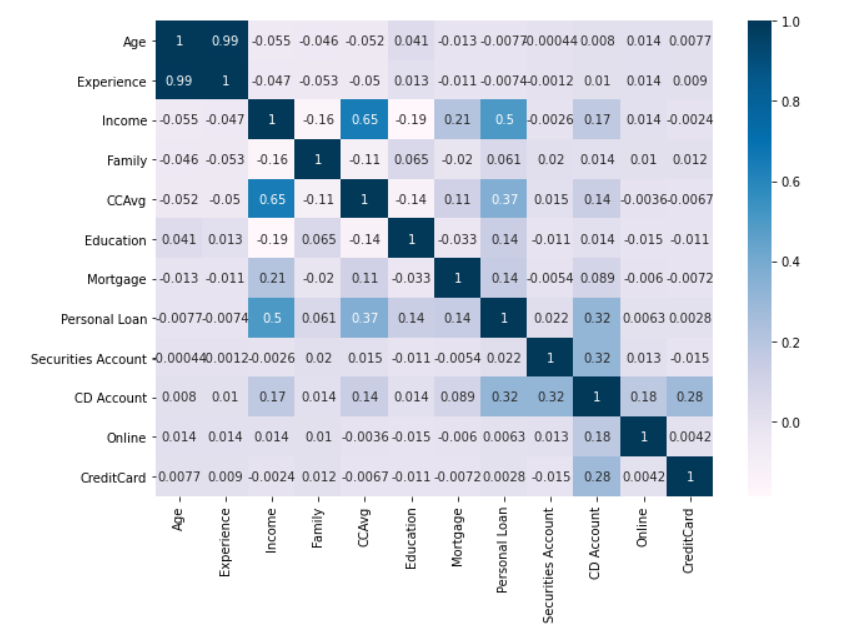 Age 1 0.99 -0.055 -0.046 -0.052 0.041 -0.013 -0.0077 0.00044 0.008 0.014 0.0077
Experience 0.99 1 -0.047 -0.053 -0.05 0.013 -0.011 -0.0074 -0.0012 0.01 0.014 0.009
Income -0.055 -0.047 1 -0.16 0.65 -0.19 0.21 0.5 -0.0026 0.17 0.014 -0.0024
Family -0.046 -0.053 -0.16 1 -0.11 0.065 -0.02 0.061 0.02 0.014 0.01 0.012
CCAvg -0.052 -0.05 0.65 -0.11 1 -0.14 0.11 0.37 0.015 0.14 -0.0036 -0.0067
Education 0.041 0.013 -0.19 0.065 -0.14 1 -0.033 0.14 -0.011 0.014 -0.015 -0.011
Mortgage -0.013 -0.011 0.21 -0.02 0.11 -0.033 1 0.14 -0.0054 0.089 -0.006 -0.0072
Personal Loan -0.0077 -0.0074 0.5 0.061 0.37 0.14 0.14 1 0.022 0.32 0.0063 0.0028
Securities Account -0.00044 -0.0012 -0.0026 0.02 0.015 -0.011 -0.0054 0.022 1 0.32 0.013 -0.015
CD Account 0.008 0.01 0.17 0.014 0.14 0.014 0.089 0.32 0.32 1 0.18 0.28
Online 0.014 0.014 0.014 0.01 -0.0036 -0.015 -0.006 0.0063 0.013 0.18 1 0.0042
CreditCard 0.0077 0.009 -0.0024 0.012 -0.0067 -0.011 -0.0072 0.0028 -0.015 0.28 0.0042 1
Age
Experience
Income
Family
CCAvg
Education
Mortgage
Personal Loan
Securities Account
CD Account
Online
CreditCard
1.0
0.8
0.6
0.4
0.2
0.0